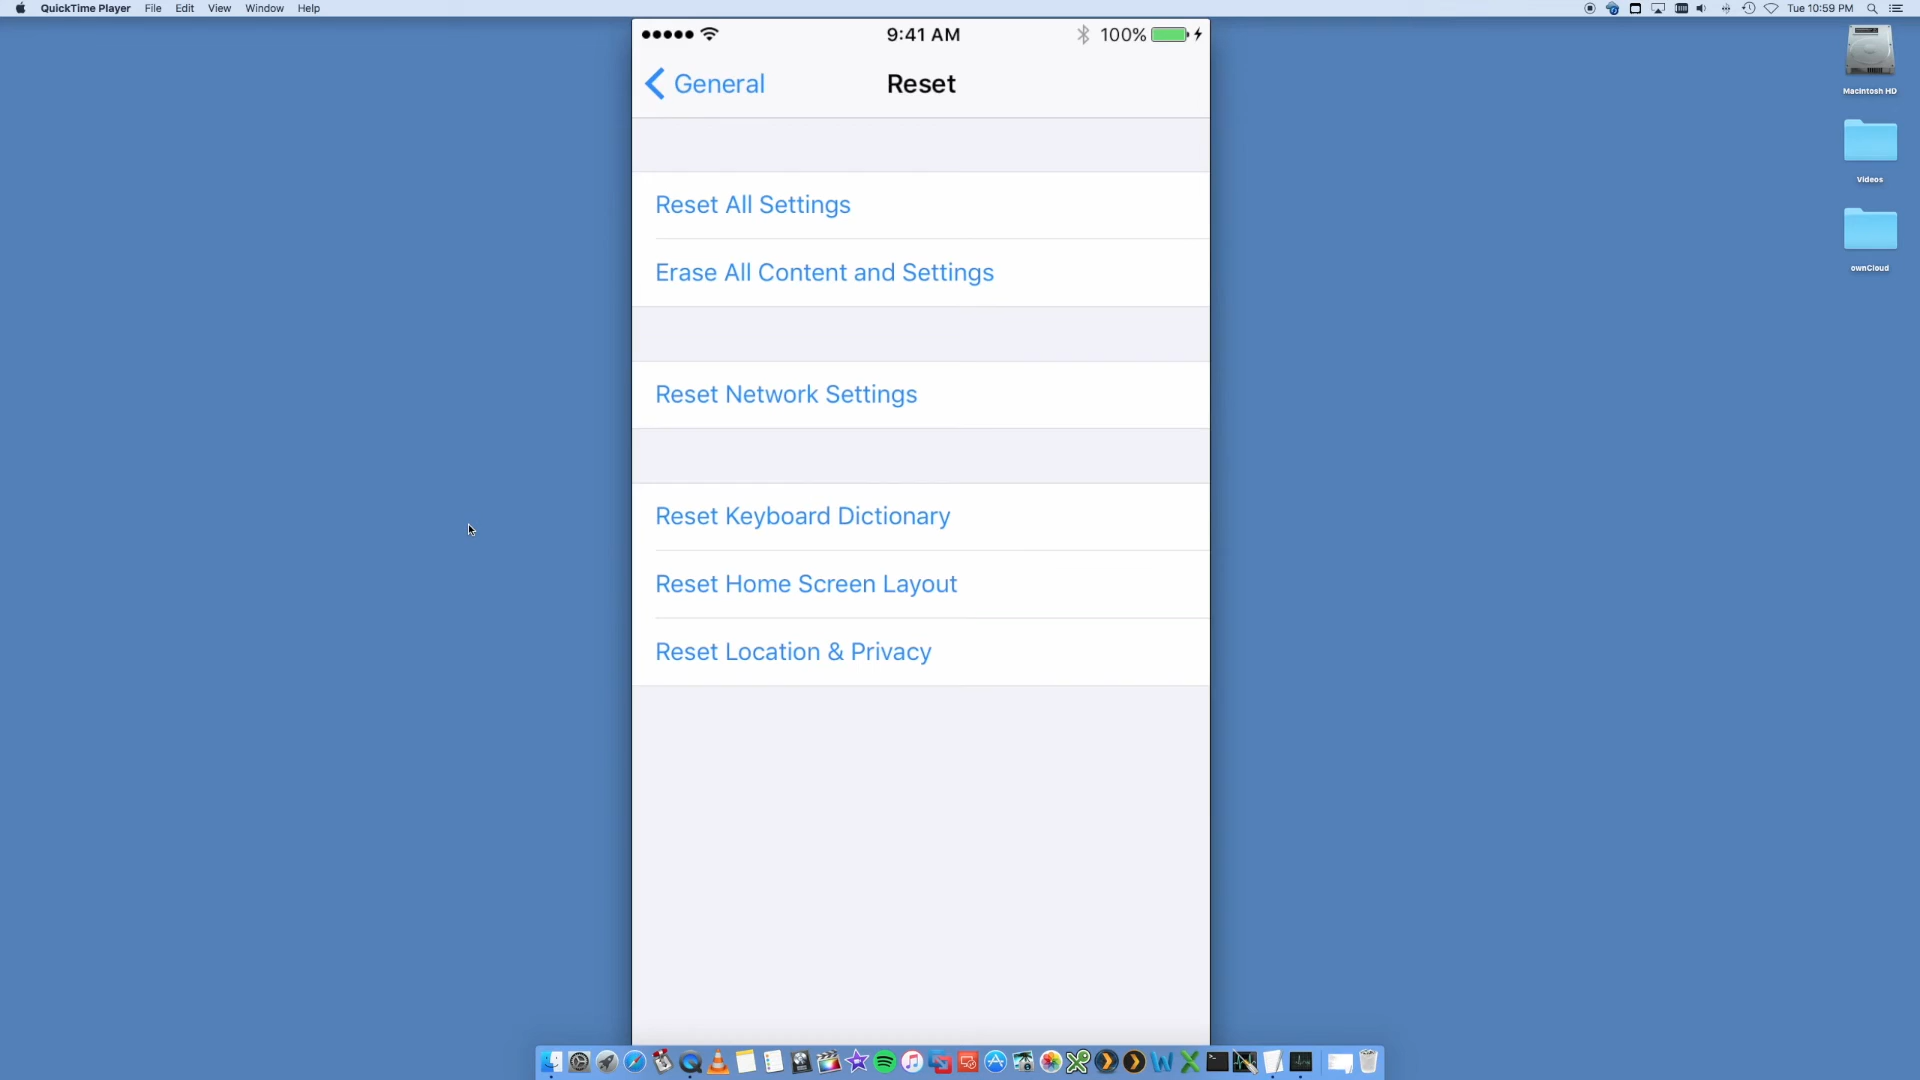 QuickTime Player File Edit View Window Help
Tue 10:59 PM
9:41 AM
100%
General
Reset
Reset All Settings
Erase All Content and Settings
Reset Network Settings
Reset Keyboard Dictionary
Reset Home Screen Layout
Reset Location & Privacy
Macintosh HD
Videos
ownCloud